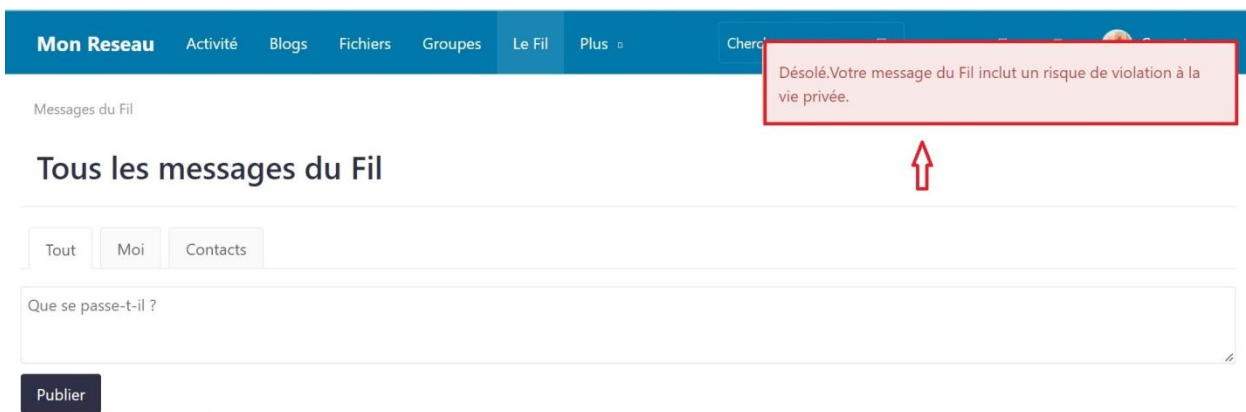 Mon Reseau Activité Blogs Fichiers Groupes Le Fil Plus
Désolé.Votre message du Fil inclut un risque de violation à la
vie privée.
Messages du Fil
Tous les messages du Fil
Tout Moi Contacts
Que se passe-t-il ?
Publier